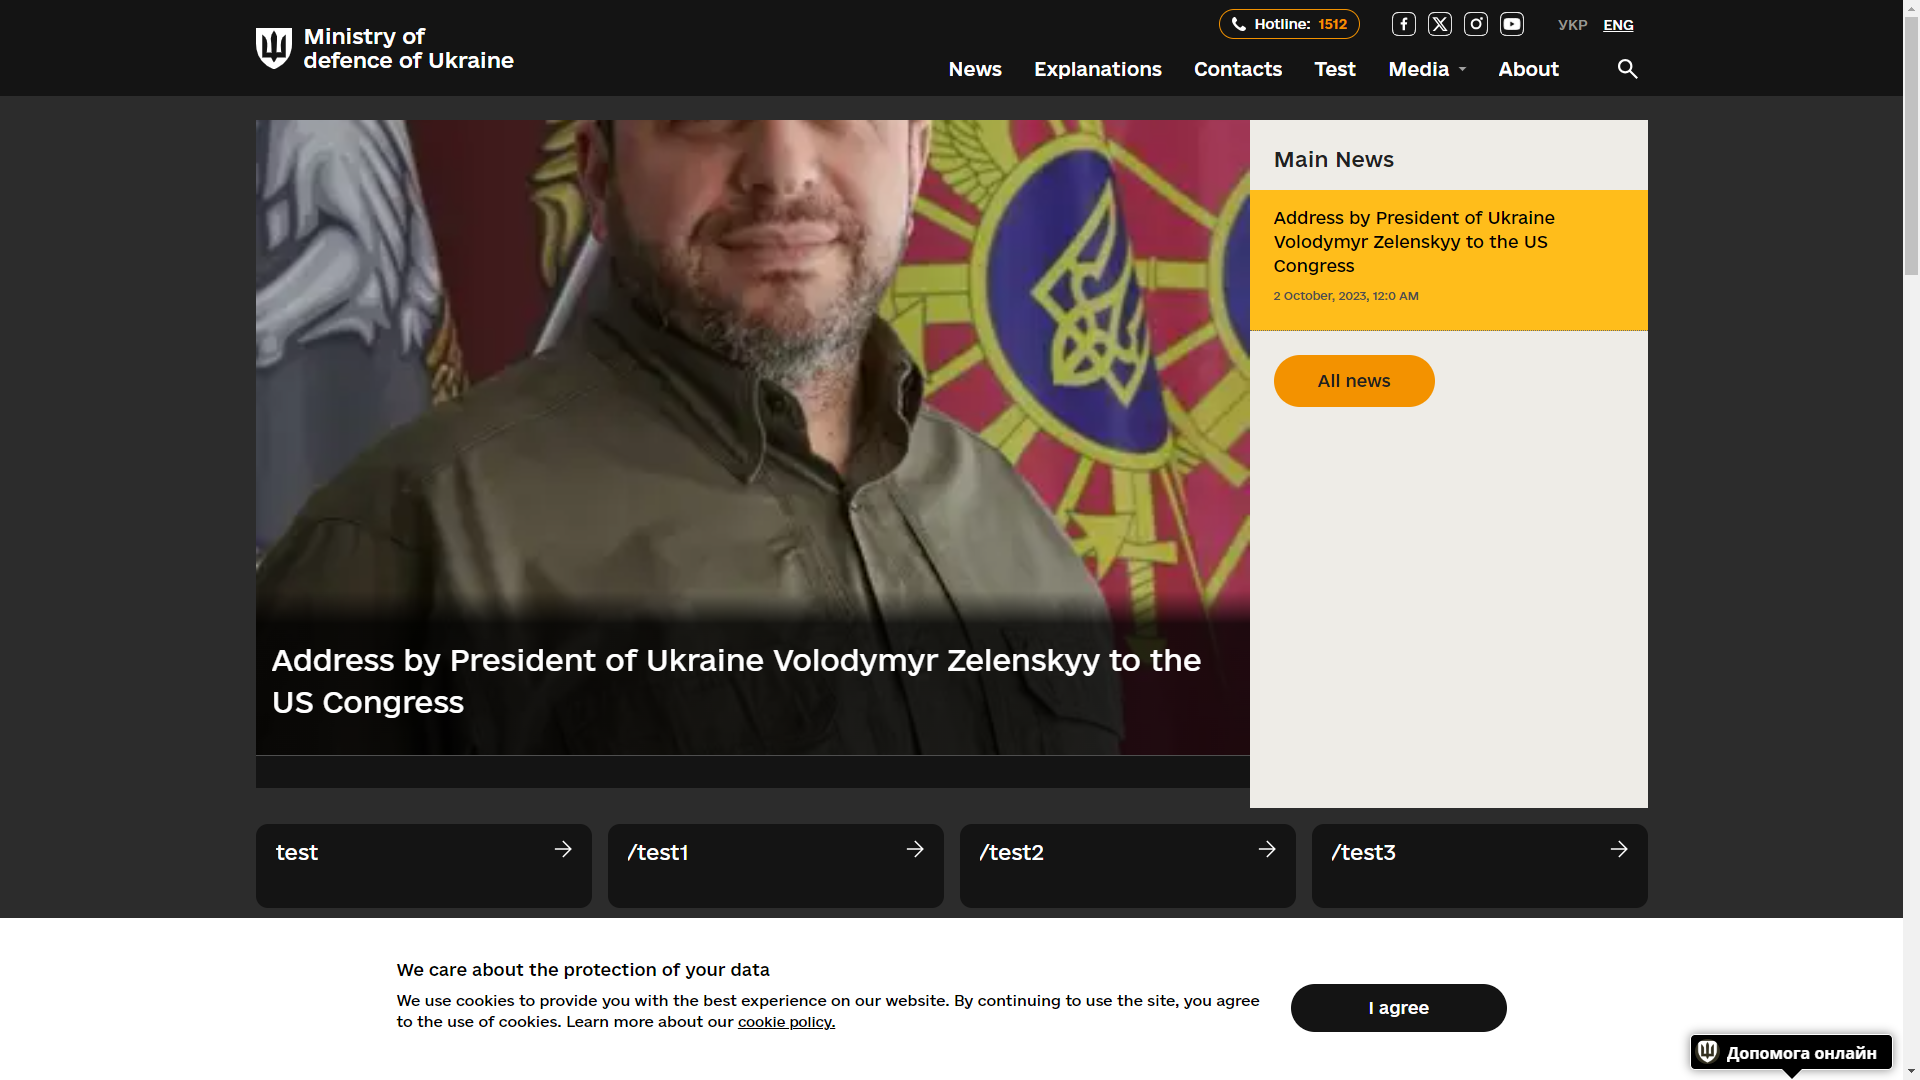 Ministry of
defence of Ukraine
Hotline: 1512
УКР ENG
News Explanations Contacts Test Media About
Address by President of Ukraine Volodymyr Zelenskyy to the
US Congress
Main News
Address by President of Ukraine
Volodymyr Zelenskyy to the US
Congress
2 October, 2023, 12:0 AM
All news
test
/test1
/test2
/test3
We care about the protection of your data
We use cookies to provide you with the best experience on our website. By continuing to use the site, you agree
to the use of cookies. Learn more about our cookie policy.
I agree
Допомога онлайн